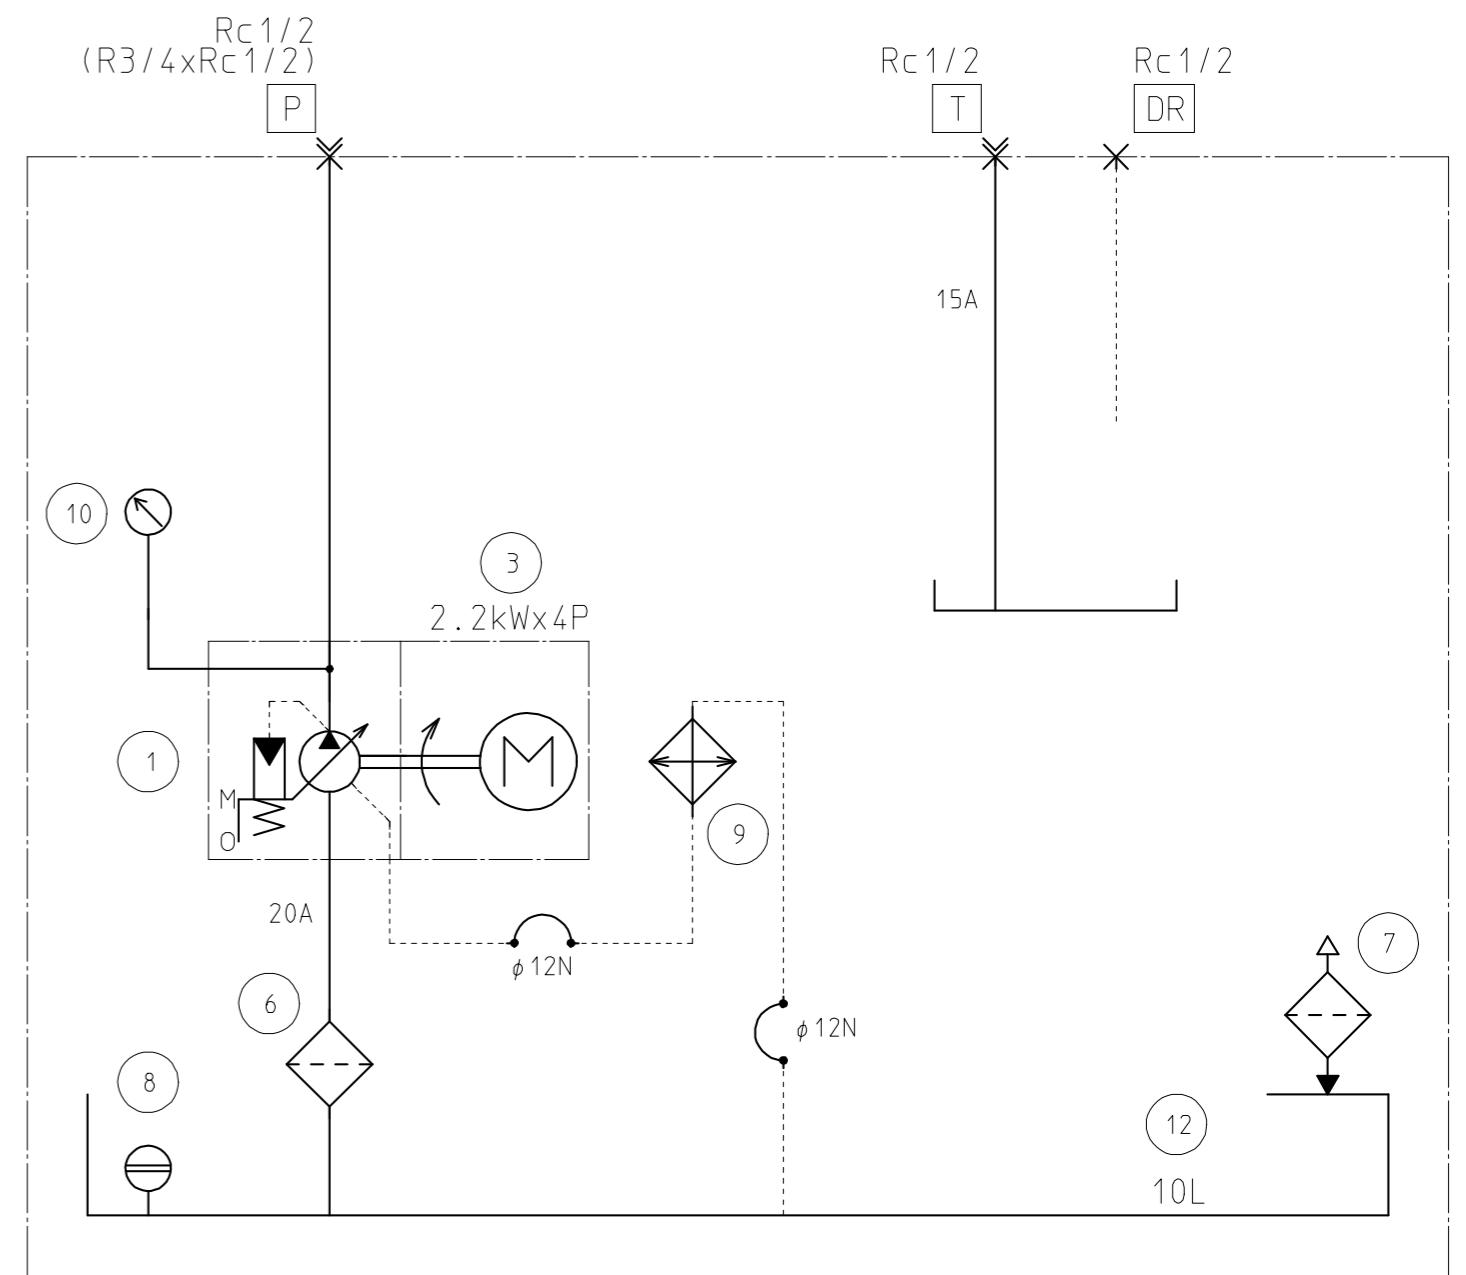 Rc1/2
(R3/4xRc1/2)
P
Rc1/2
T
Rc1/2
DR
15A
10
3
2.2kWx4P
1
M
O
M
9
20A
φ12N
6
φ12N
7
8
12
10L